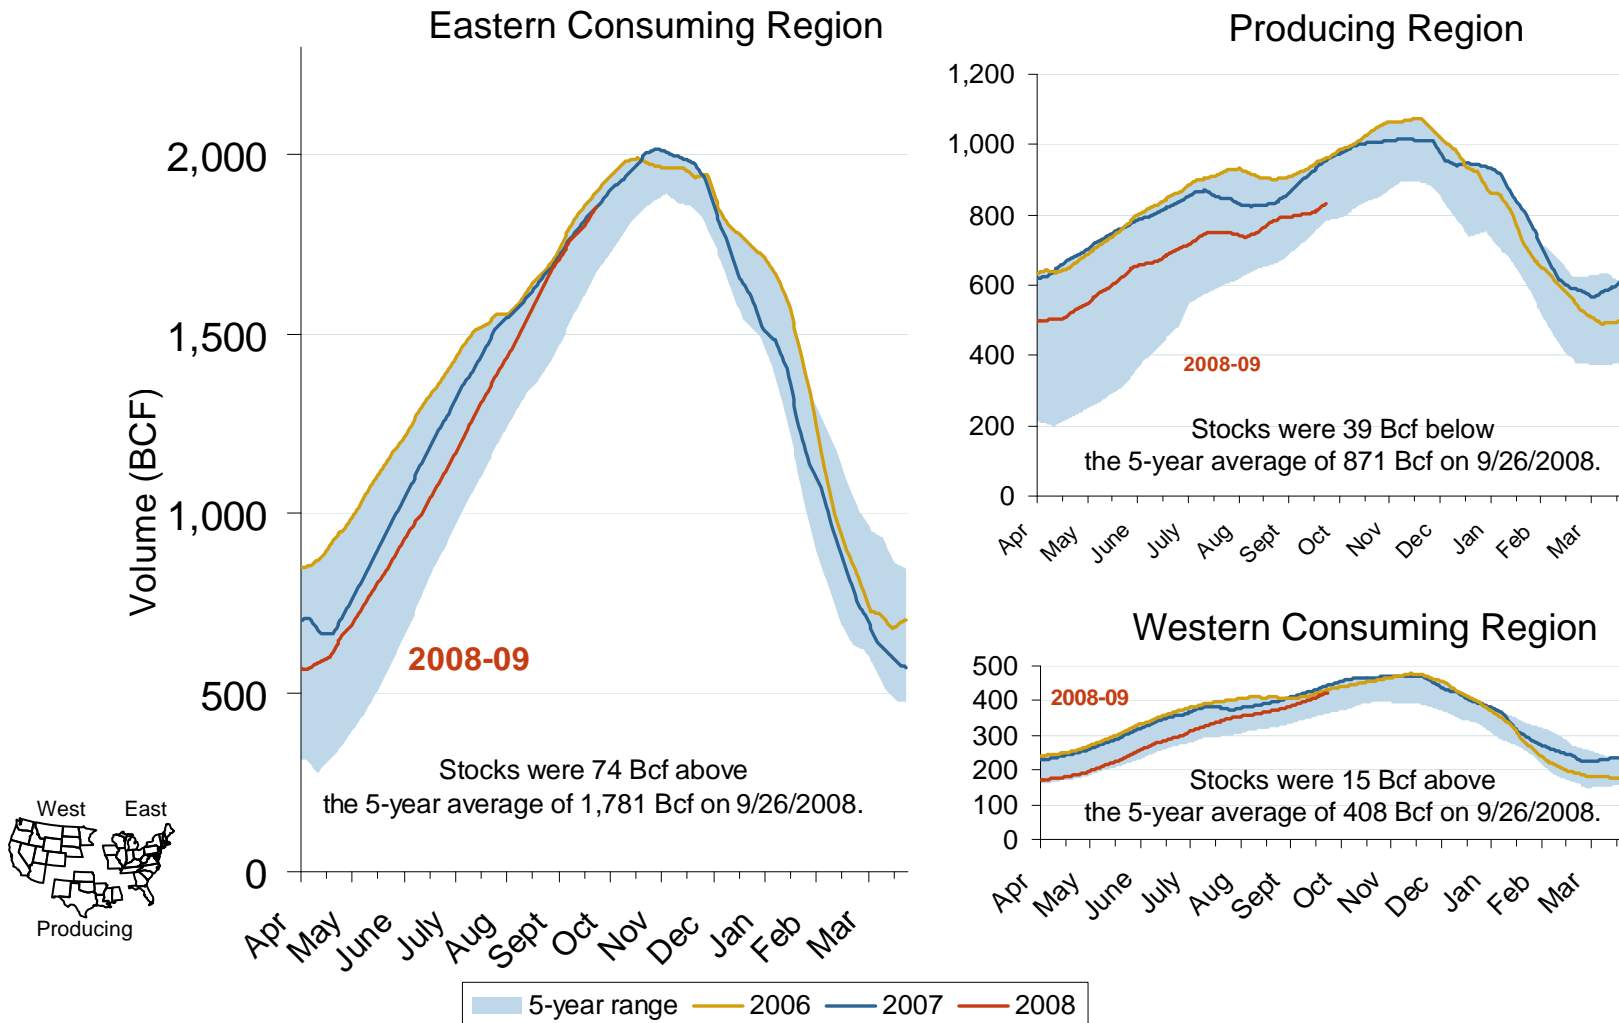 Eastern Consuming Region
Volume (BCF)
2,000
1,500
1,000
500
0
2008-09
Stocks were 74 Bcf above
the 5-year average of 1,781 Bcf on 9/26/2008.
Apr May June July Aug Sept Oct Nov Dec Jan Feb Mar
Producing Region
1,200
1,000
800
600
400
200
0
2008-09
Stocks were 39 Bcf below
the 5-year average of 871 Bcf on 9/26/2008.
Apr May June July Aug Sept Oct Nov Dec Jan Feb Mar
Western Consuming Region
500
400
300
200
100
0
2008-09
Stocks were 15 Bcf above
the 5-year average of 408 Bcf on 9/26/2008.
Apr May June July Aug Sept Oct Nov Dec Jan Feb Mar
West East
Producing
5-year range 2006 2007 2008